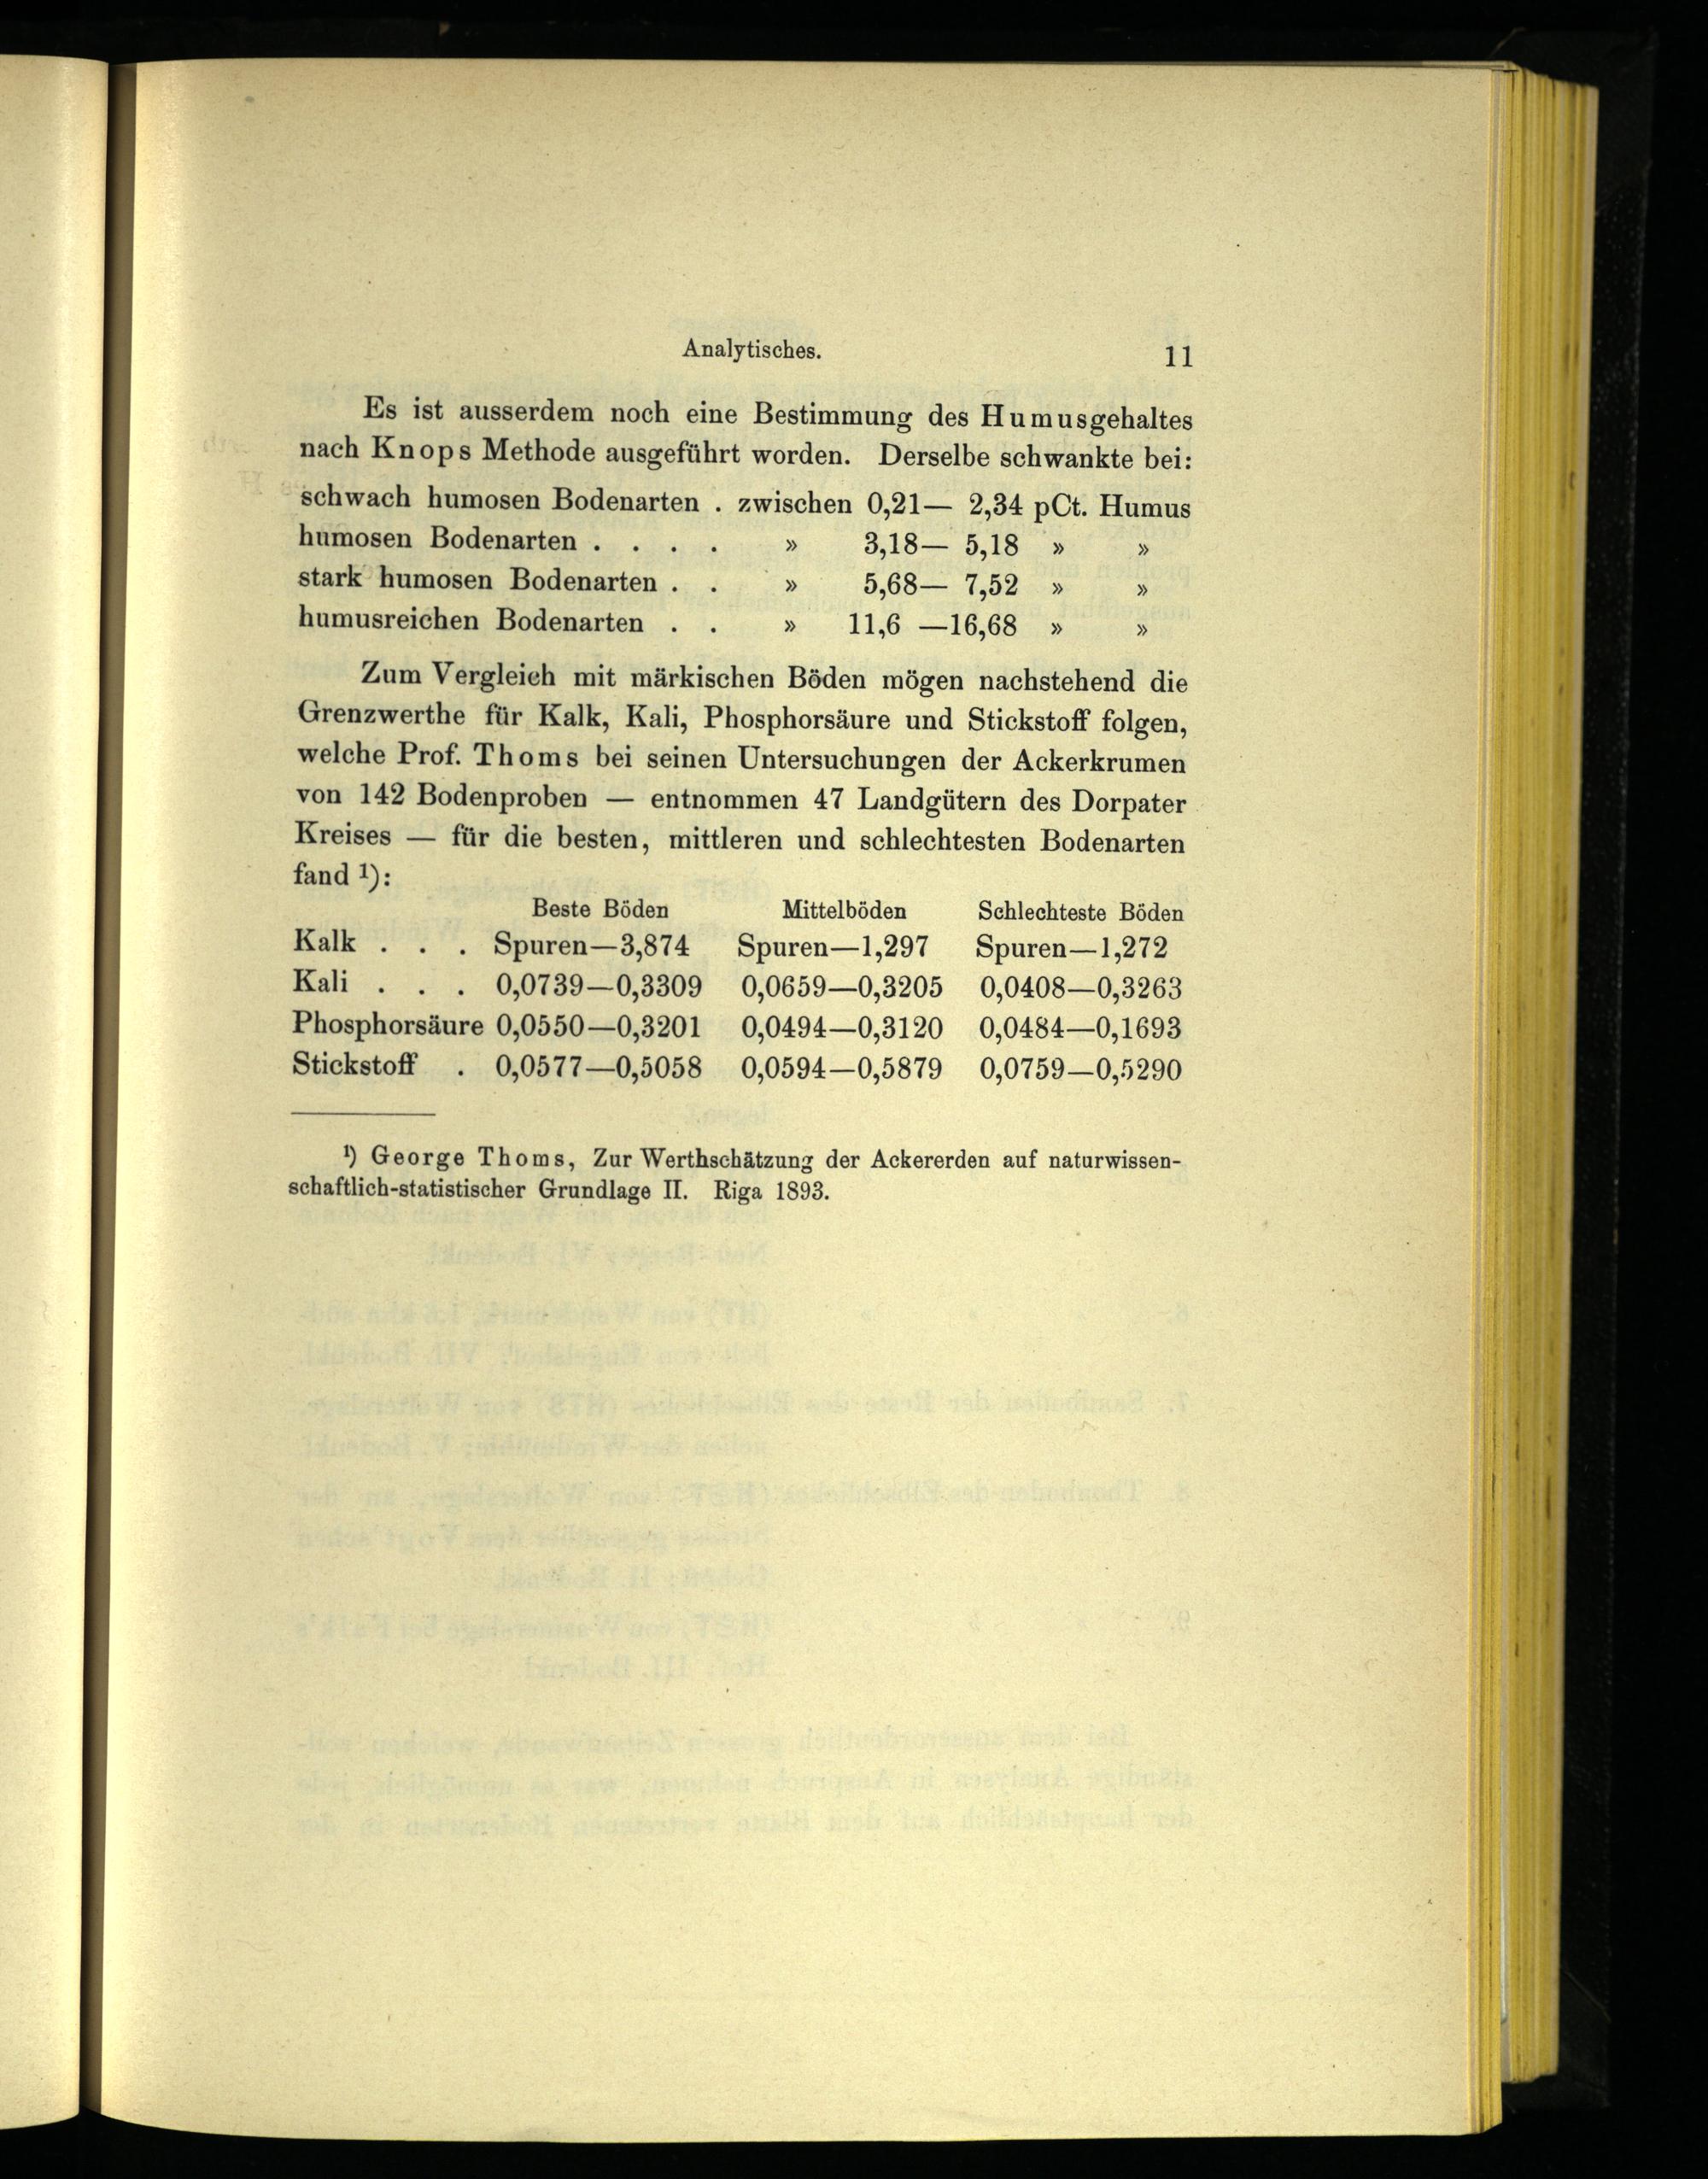 Analytisches. 11
Es ist ausserdem noch eine Bestimmung des Humusgehaltes
nach Knops Methode ausgeführt worden. Derselbe schwankte bei:
schwach humosen Bodenarten . zwischen 0,21— 2,34 pCt. Humus
humosen Bodenarten . . . . » 3,18— 5,18 » »
stark humosen Bodenarten . . » 5,68— 7,52 » »
humusreichen Bodenarten . . » 11,6 —16,68 » »
Zum Vergleich mit märkischen Böden mögen nachstehend die
Grenzwerthe für Kalk, Kali, Phosphorsäure und Stickstoff folgen,
welche Prof. Thoms bei seinen Untersuchungen der Ackerkrumen
von 142 Bodenproben — entnommen 47 Landgütern des Dorpater
Kreises — für die besten, mittleren und schlechtesten Bodenarten
fand ¹):
Beste Böden Mittelböden Schlechteste Böden
Kalk . . . Spuren—3,874 Spuren—1,297 Spuren—1,272
Kali . . . 0,0739—0,3309 0,0659—0,3205 0,0408—0,3263
Phosphorsäure 0,0550—0,3201 0,0494—0,3120 0,0484—0,1693
Stickstoff . 0,0577—0,5058 0,0594—0,5879 0,0759—0,5290
¹) George Thoms, Zur Werthschätzung der Ackererden auf naturwissen-
schaftlich-statistischer Grundlage II. Riga 1893.